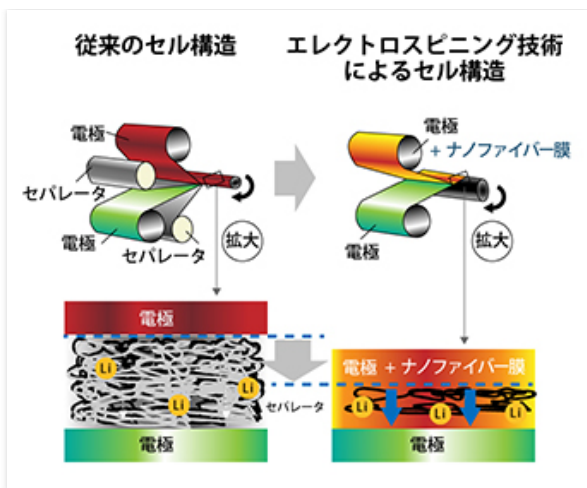 従来のセル構造
エレクトロスピニング技術
によるセル構造
電極
セパレータ
電極
セパレータ
拡大
電極
+ ナノファイバー膜
電極
拡大
電極
Li
Li
Li
セパレータ
電極
電極 + ナノファイバー膜
Li
Li
Li
電極